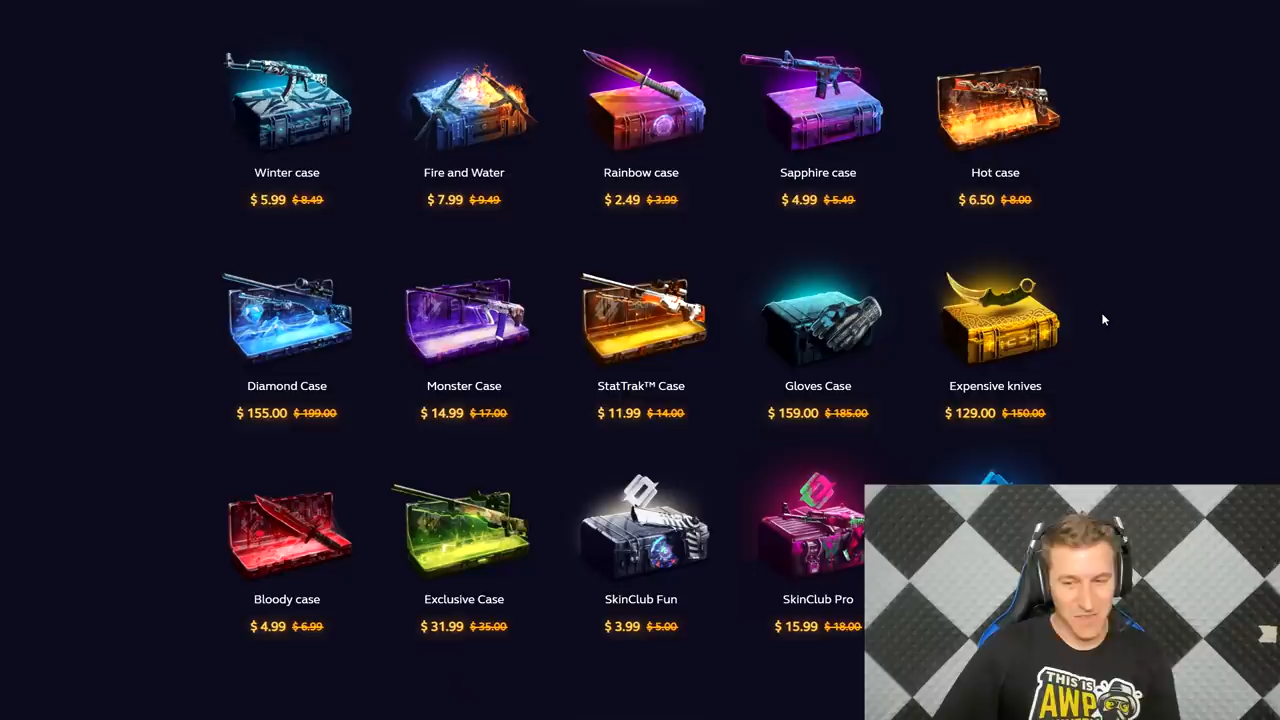 Winter case
$ 5.99 $ 8.49
Fire and Water
$ 7.99 $ 9.49
Rainbow case
$ 2.49 $ 3.99
Sapphire case
$ 4.99 $ 5.49
Hot case
$ 6.50 $ 8.00
Diamond Case
$ 155.00 $ 199.00
Monster Case
$ 14.99 $ 17.00
StatTrak™ Case
$ 11.99 $ 14.00
Gloves Case
$ 159.00 $ 185.00
Expensive knives
$ 129.00 $ 150.00
Bloody case
$ 4.99 $ 6.99
Exclusive Case
$ 31.99 $ 35.00
SkinClub Fun
$ 3.99 $ 5.00
SkinClub Pro
$ 15.99 $ 18.00
THIS IS
AWP